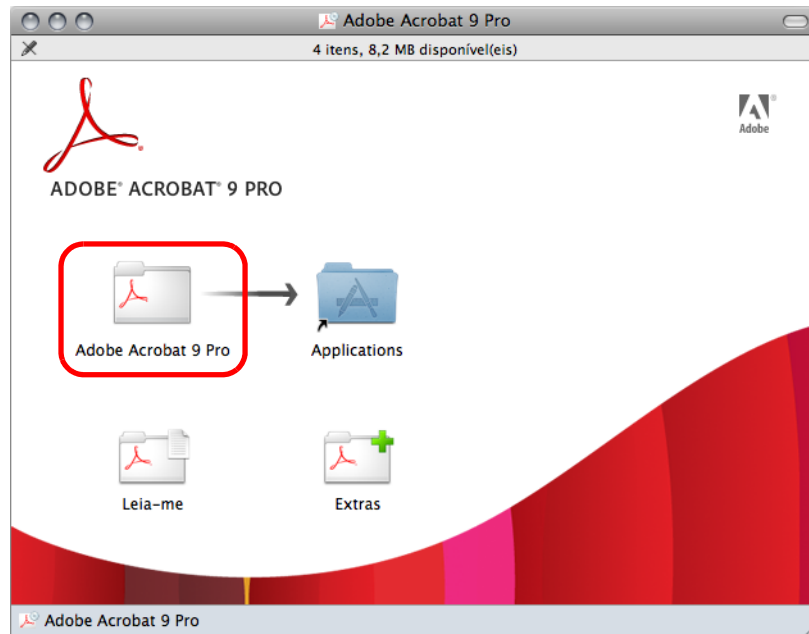 Adobe Acrobat 9 Pro
4 itens, 8,2 MB disponível(eis)
Adobe
ADOBE® ACROBAT® 9 PRO
Adobe Acrobat 9 Pro
Applications
Leia-me
Extras
Adobe Acrobat 9 Pro